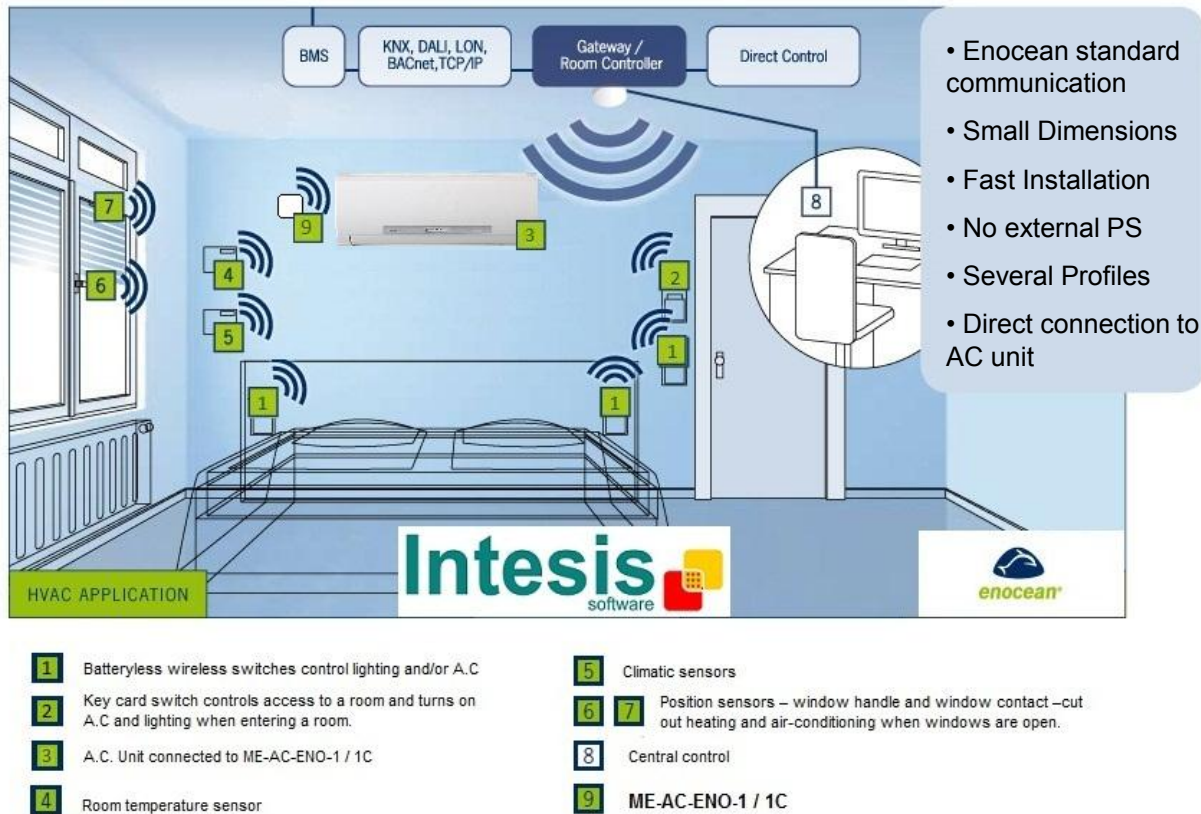 BMS
KNX, DALI, LON,
BACnet,TCP/IP
Gateway /
Room Controller
Direct Control
• Enocean standard
communication
• Small Dimensions
• Fast Installation
• No external PS
• Several Profiles
• Direct connection to
AC unit
7
6
9
4
5
3
2
1
8
1
1
HVAC APPLICATION
Intesis
software
enocean®
1 Batteryless wireless switches control lighting and/or A.C
2 Key card switch controls access to a room and turns on
A.C and lighting when entering a room.
3 A.C. Unit connected to ME-AC-ENO-1 / 1C
4 Room temperature sensor
5 Climatic sensors
6 7 Position sensors – window handle and window contact –cut
out heating and air-conditioning when windows are open.
8 Central control
9 ME-AC-ENO-1 / 1C